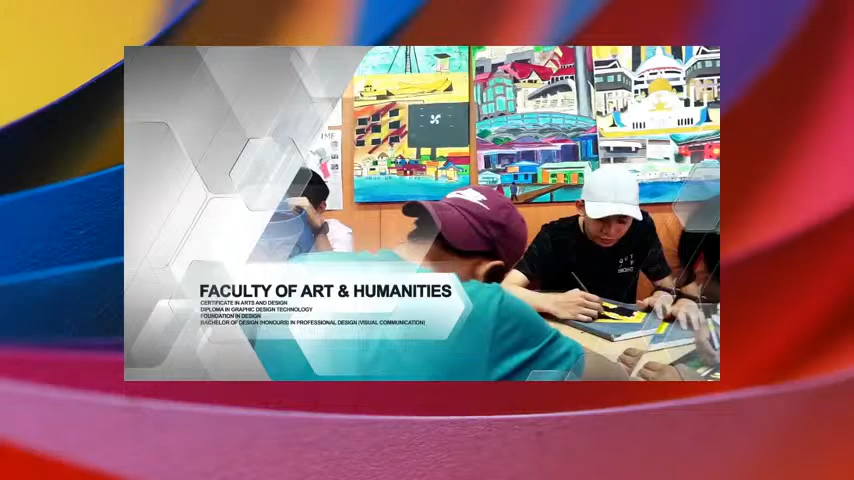 FACULTY OF ART & HUMANITIES
CERTIFICATE IN ARTS AND DESIGN
DIPLOMA IN GRAPHIC DESIGN TECHNOLOGY
FOUNDATION IN DESIGN
BACHELOR OF DESIGN (HONOURS) IN PROFESSIONAL DESIGN (VISUAL COMMUNICATION)